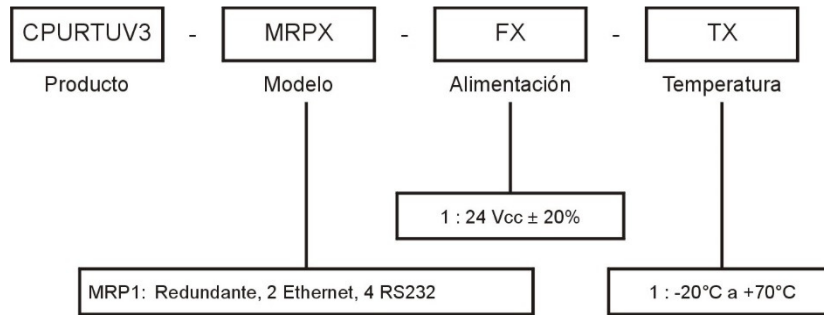 CPURTUV3 - MRPX - FX - TX
Producto Modelo Alimentación Temperatura
1 : 24 Vcc ± 20%
MRP1: Redundante, 2 Ethernet, 4 RS232 1 : -20°C a +70°C